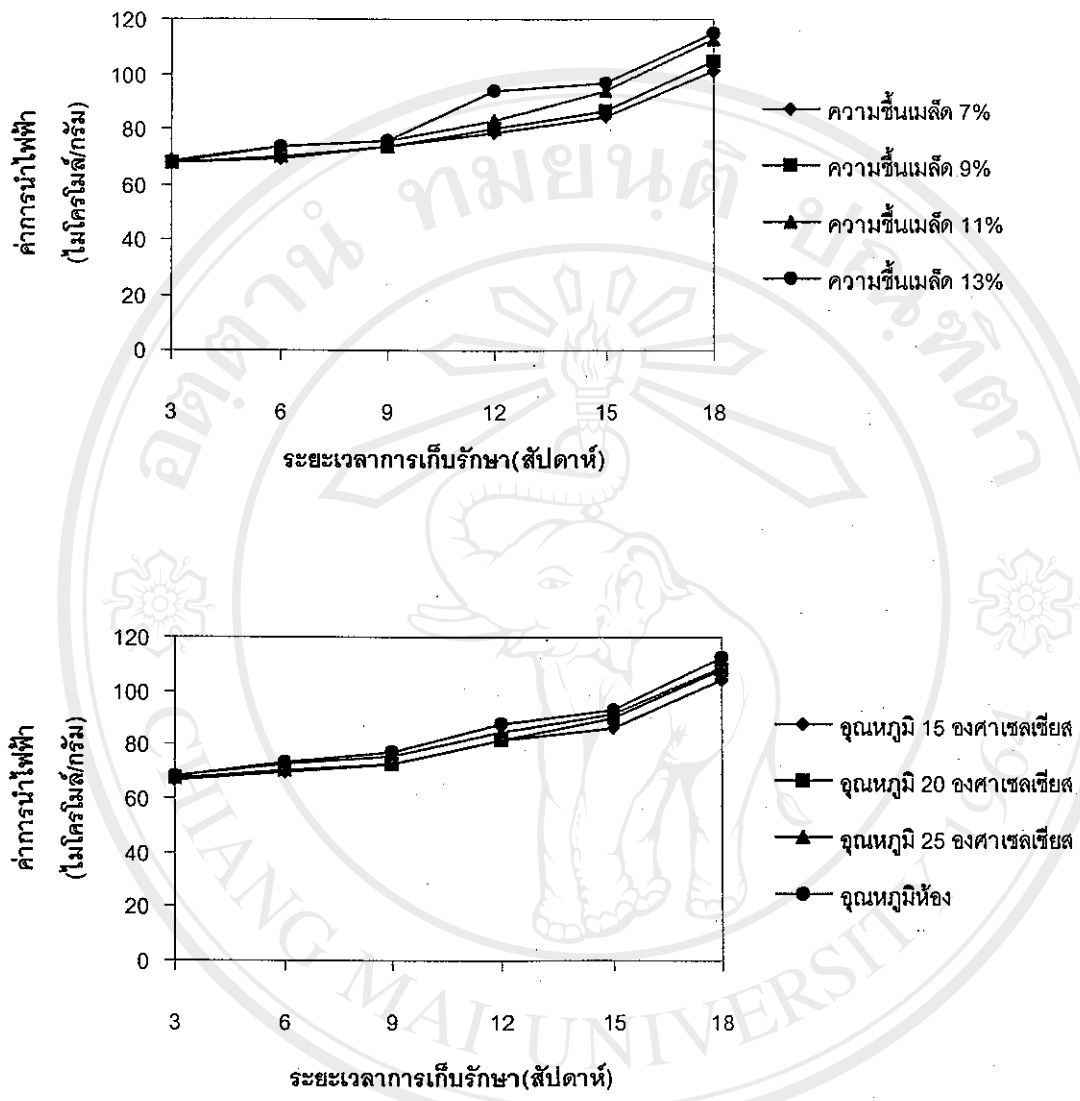 120
100
80
60
40
20
0
ค่าการนำไฟฟ้า
(ไมโครโมล์/กรัม)
3 6 9 12 15 18
ระยะเวลาการเก็บรักษา(สัปดาห์)
ความชื้นเมล็ด 7%
ความชื้นเมล็ด 9%
ความชื้นเมล็ด 11%
ความชื้นเมล็ด 13%
120
100
80
60
40
20
0
ค่าการนำไฟฟ้า
(ไมโครโมล์/กรัม)
3 6 9 12 15 18
ระยะเวลาการเก็บรักษา(สัปดาห์)
อุณหภูมิ 15 องศาเซลเซียส
อุณหภูมิ 20 องศาเซลเซียส
อุณหภูมิ 25 องศาเซลเซียส
อุณหภูมิห้อง
CHIANG MAI UNIVERSITY 1964